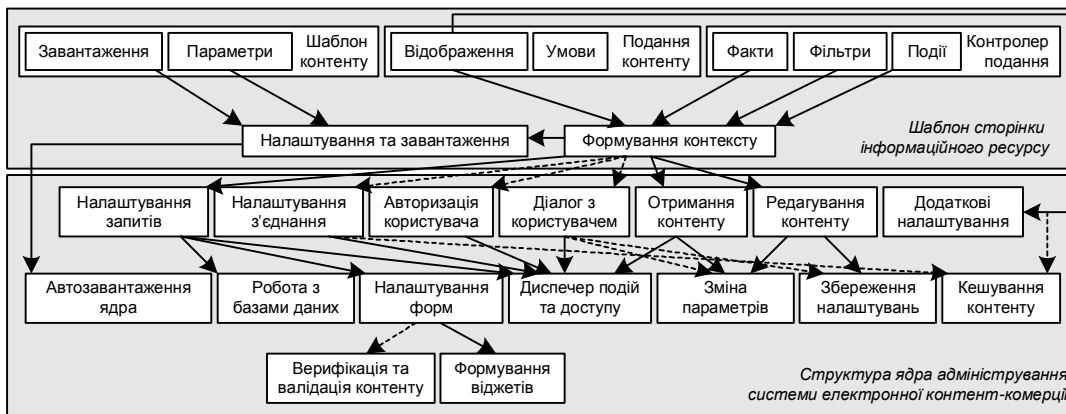 Завантаження
Параметри
Шаблон
контенту
Відображення
Умови
Подання
контенту
Факти
Фільтри
Події
Контролер
подання
Налаштування та завантаження
Формування контексту
Шаблон сторінки
інформаційного ресурсу
Налаштування
запитів
Налаштування
з’єднання
Авторизація
користувача
Діалог з
користувачем
Отримання
контенту
Редагування
контенту
Додаткові
налаштування
Автозавантаження
ядра
Робота з
базами даних
Налаштування
форм
Диспечер подій
та доступу
Зміна
параметрів
Збереження
налаштувань
Кешування
контенту
Верифікація та
валідація контенту
Формування
віджетів
Структура ядра адміністрування
системи електронної контент-комерції